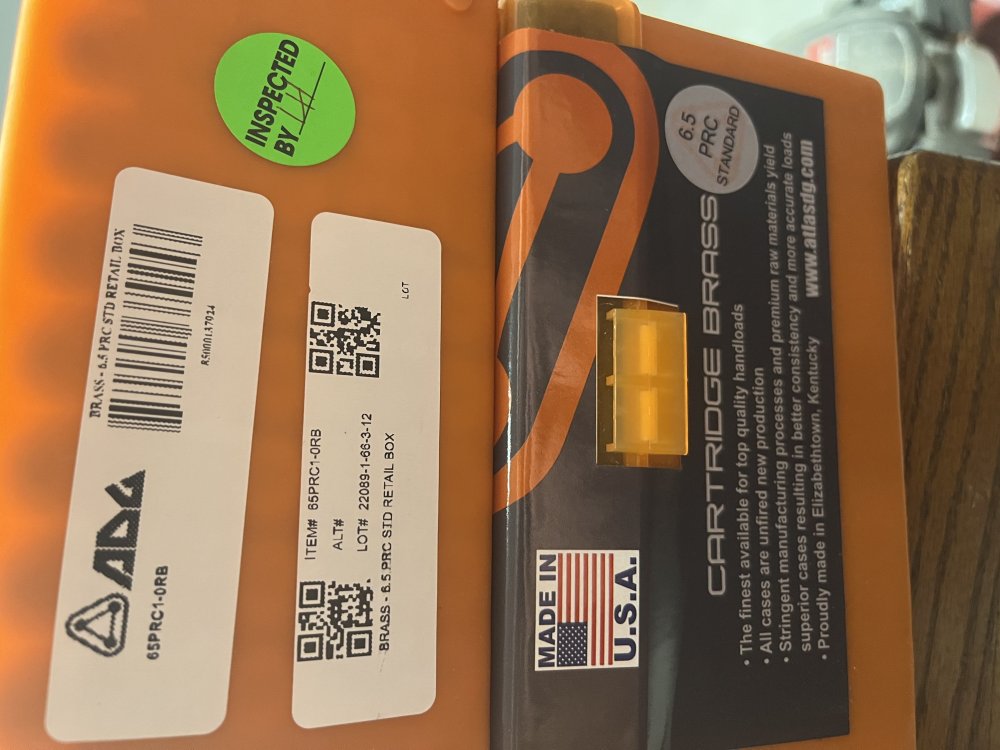 INSPECTED
BY
BRASS - 6.5 PRC STD RETAIL BOX
850001370
ADG
65PRC1-0RB
ITEM# 65PRC1-0RB
ALT#
LOT# 22089-1-66-3-12
BRASS - 6.5 PRC STD RETAIL BOX
LOT
6.5
PRC
STANDARD
MADE IN
U.S.A.
CARTRIDGE BRASS
• The finest available for top quality handloads
• All cases are unfired new production
• Stringent manufacturing processes and premium raw materials yield
superior cases resulting in better consistency and more accurate loads
• Proudly made in Elizabethtown, Kentucky
www.atlasdg.com